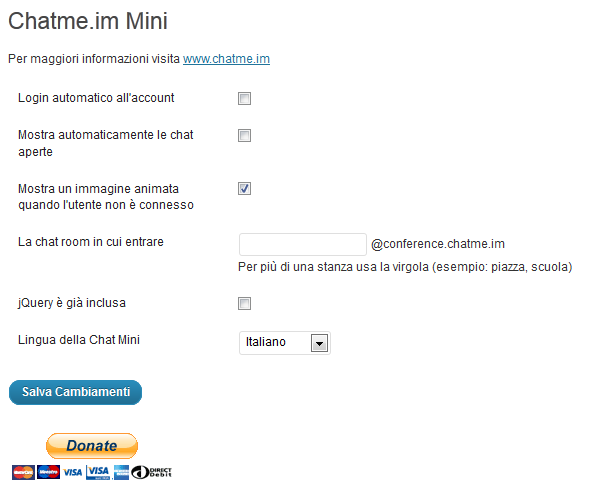 Chatme.im Mini
Per maggiori informazioni visita www.chatme.im
Login automatico all'account
Mostra automaticamente le chat
aperte
Mostra un immagine animata
quando l'utente non è connesso
La chat room in cui entrare
@conference.chatme.im
Per più di una stanza usa la virgola (esempio: piazza, scuola)
jQuery è già inclusa
Lingua della Chat Mini
Italiano
Salva Cambiamenti
Donate
MasterCard Maestro VISA VISA DIRECT Debit